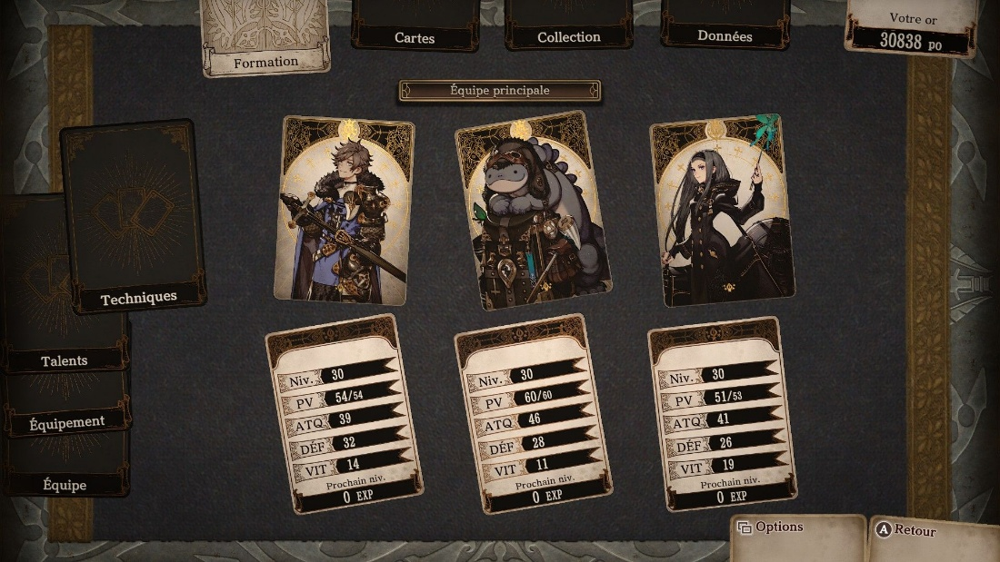 Formation
Cartes
Collection
Données
Votre or
30838 po
Équipe principale
Techniques
Talents
Équipement
Équipe
Niv. 30
PV 54/54
ATQ 39
DÉF 32
VIT 14
Prochain niv.
0 EXP
Niv. 30
PV 60/60
ATQ 46
DÉF 28
VIT 11
Prochain niv.
0 EXP
Niv. 30
PV 51/53
ATQ 41
DÉF 26
VIT 19
Prochain niv.
0 EXP
Options
A Retour